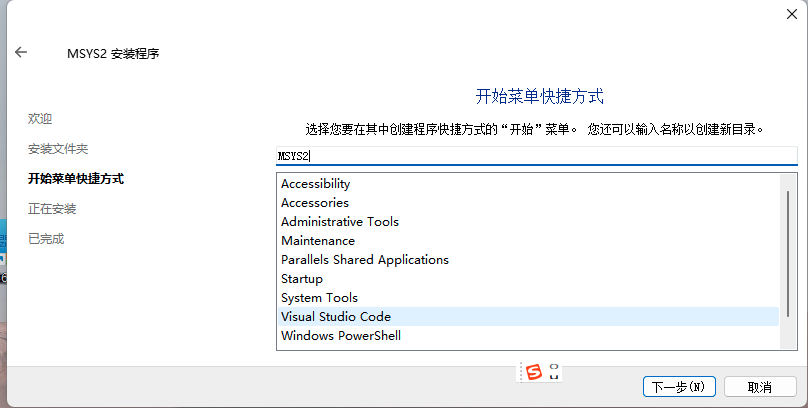 MSYS2 安装程序
欢迎
安装文件夹
开始菜单快捷方式
正在安装
已完成
开始菜单快捷方式
选择您要在其中创建程序快捷方式的“开始”菜单。 您还可以输入名称以创建新目录。
MSYS2
Accessibility
Accessories
Administrative Tools
Maintenance
Parallels Shared Applications
Startup
System Tools
Visual Studio Code
Windows PowerShell
下一步(N)
取消